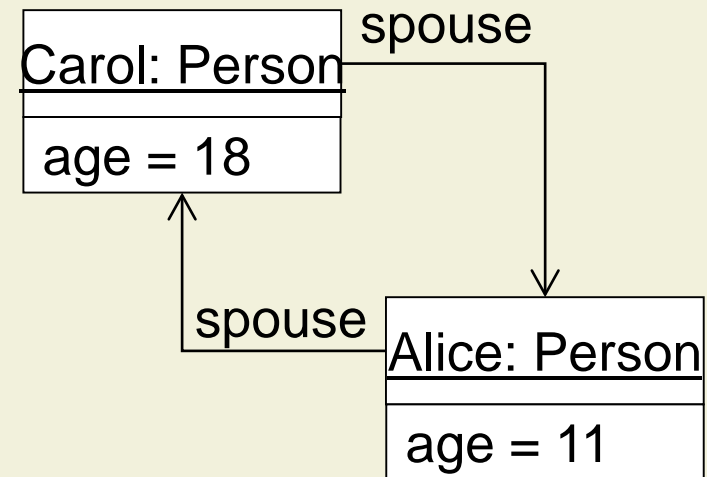 spouse
Carol: Person
age = 18
spouse
Alice: Person
age = 11